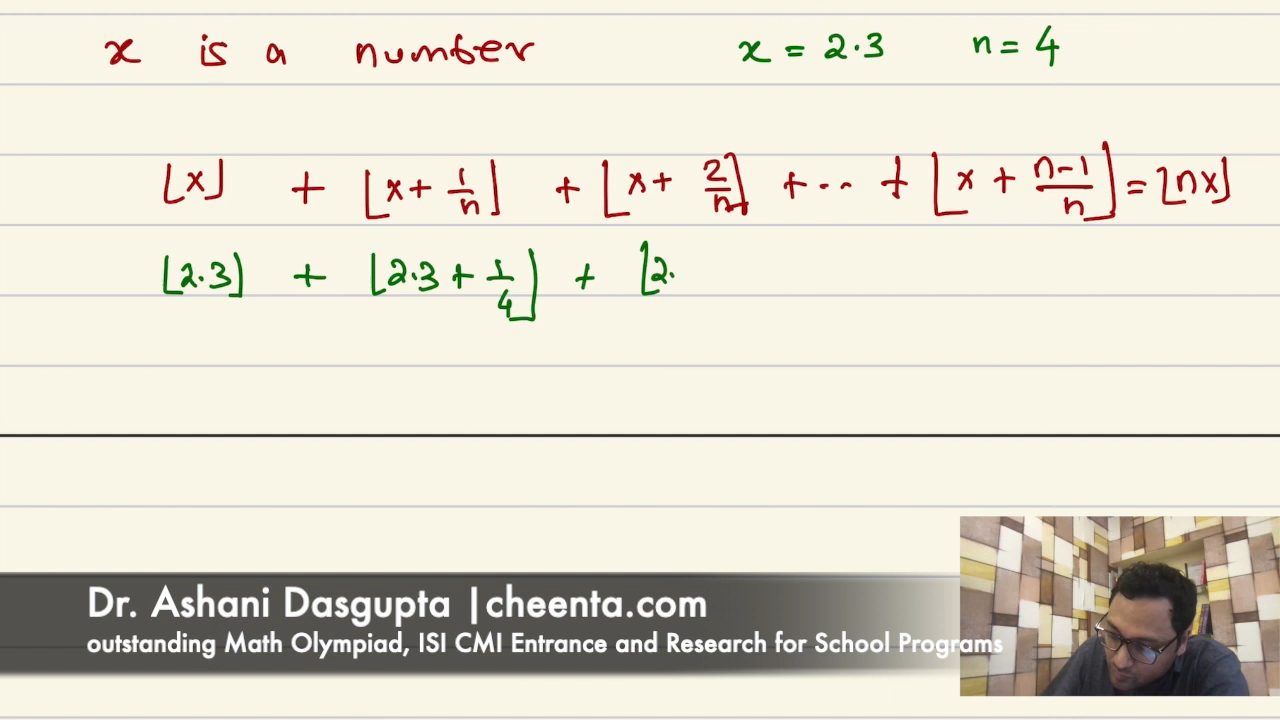 x is a number x = 2.3 n = 4
⌊x⌋ + ⌊x + 1/n⌋ + ⌊x + 2/n⌋ + ... + ⌊x + n-1/n⌋ = ⌊nx⌋
⌊2.3⌋ + ⌊2.3 + 1/4⌋ + ⌊2.
Dr. Ashani Dasgupta |cheenta.com
outstanding Math Olympiad, ISI CMI Entrance and Research for School Programs